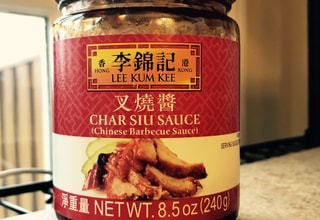 香 李錦記 港
HONG LEE KUM KEE KONG
叉燒醬
CHAR SIU SAUCE
(Chinese Barbecue Sauce)
淨重量 NET WT. 8.5 oz (240g)